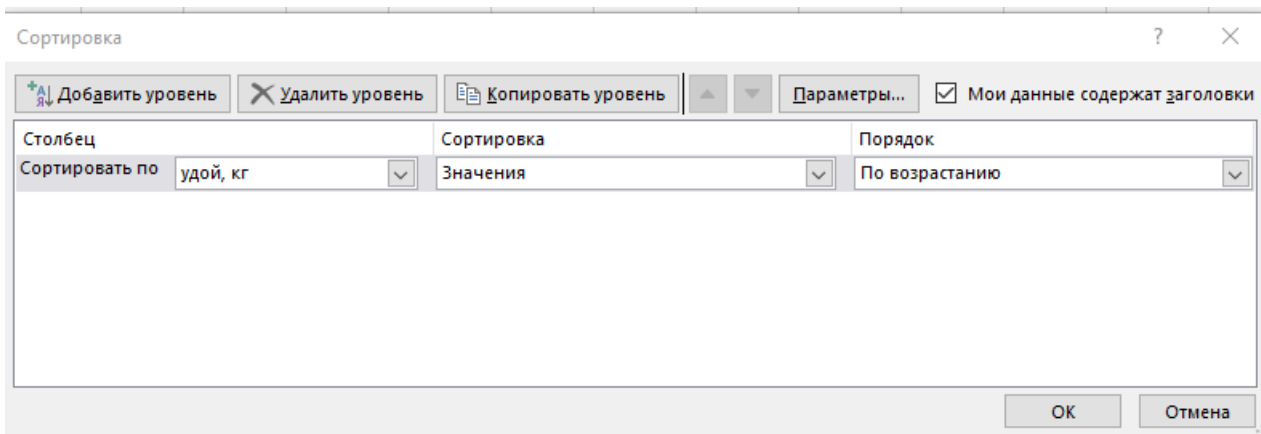 Сортировка ?
Добавить уровень Удалить уровень Копировать уровень Параметры... Мои данные содержат заголовки
Столбец Сортировка Порядок
Сортировать по удой, кг Значения По возрастанию
ОК Отмена